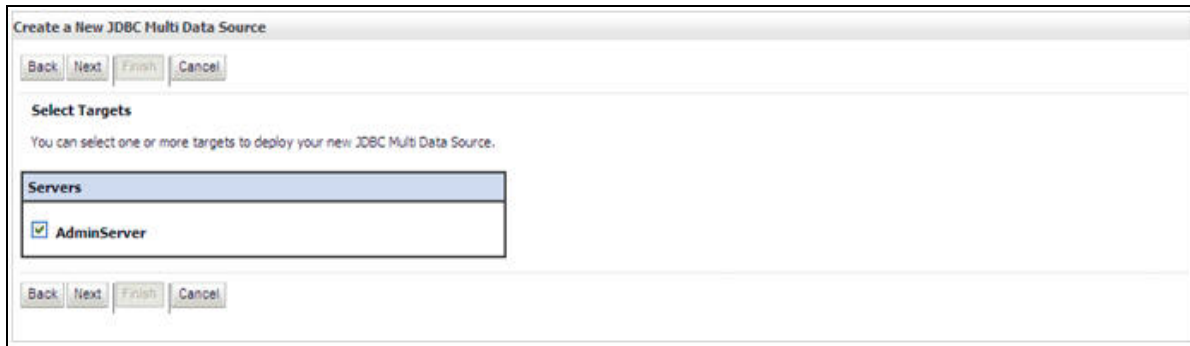 Create a New JDBC Multi Data Source
Back Next Finish Cancel
Select Targets
You can select one or more targets to deploy your new JDBC Multi Data Source.
Servers
AdminServer
Back Next Finish Cancel